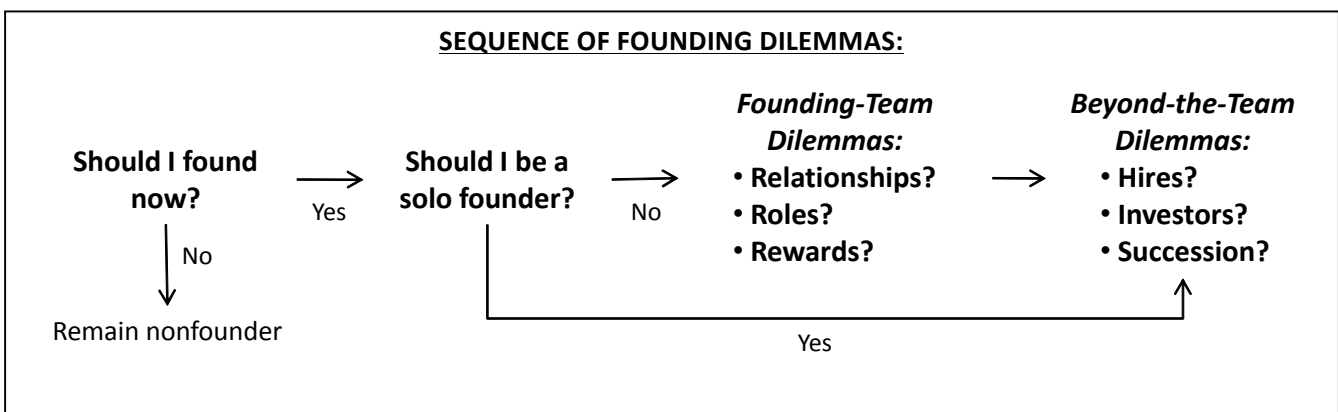 SEQUENCE OF FOUNDING DILEMMAS:
Should I found
now?
Yes
No
Remain nonfounder
Should I be a
solo founder?
No
Yes
Founding-Team
Dilemmas:
• Relationships?
• Roles?
• Rewards?
Beyond-the-Team
Dilemmas:
• Hires?
• Investors?
• Succession?